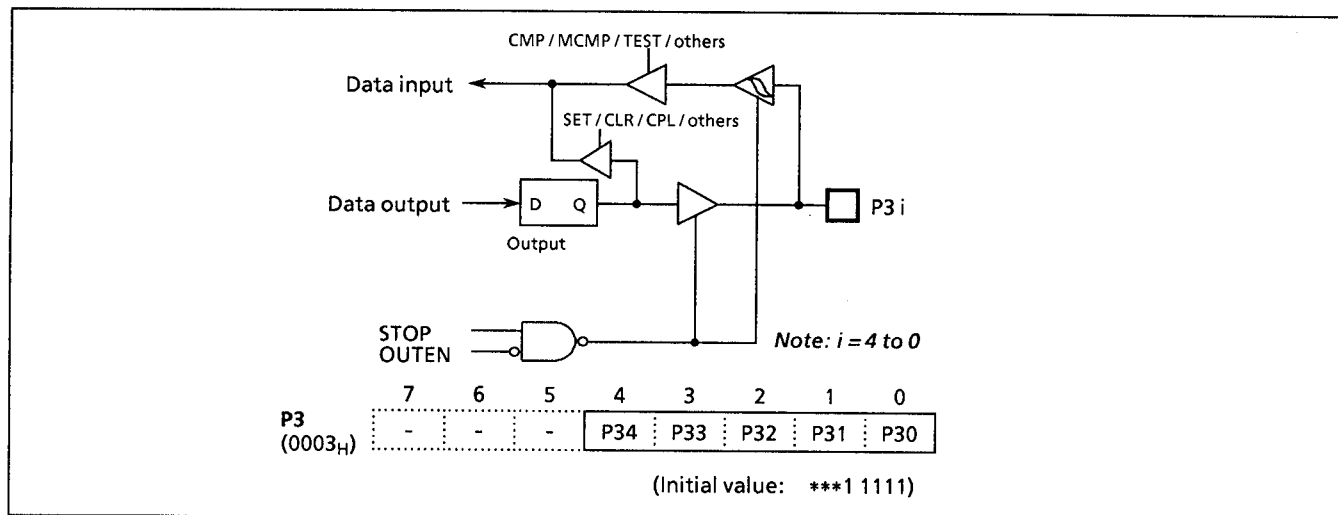 CMP / MCMP / TEST / others
Data input
SET / CLR / CPL / others
Data output
D Q
P3 i
Output
STOP
OUTEN
Note: i = 4 to 0
7 6 5 4 3 2 1 0
P3
(0003H)
- - - P34 P33 P32 P31 P30
(Initial value: ***1 1111)